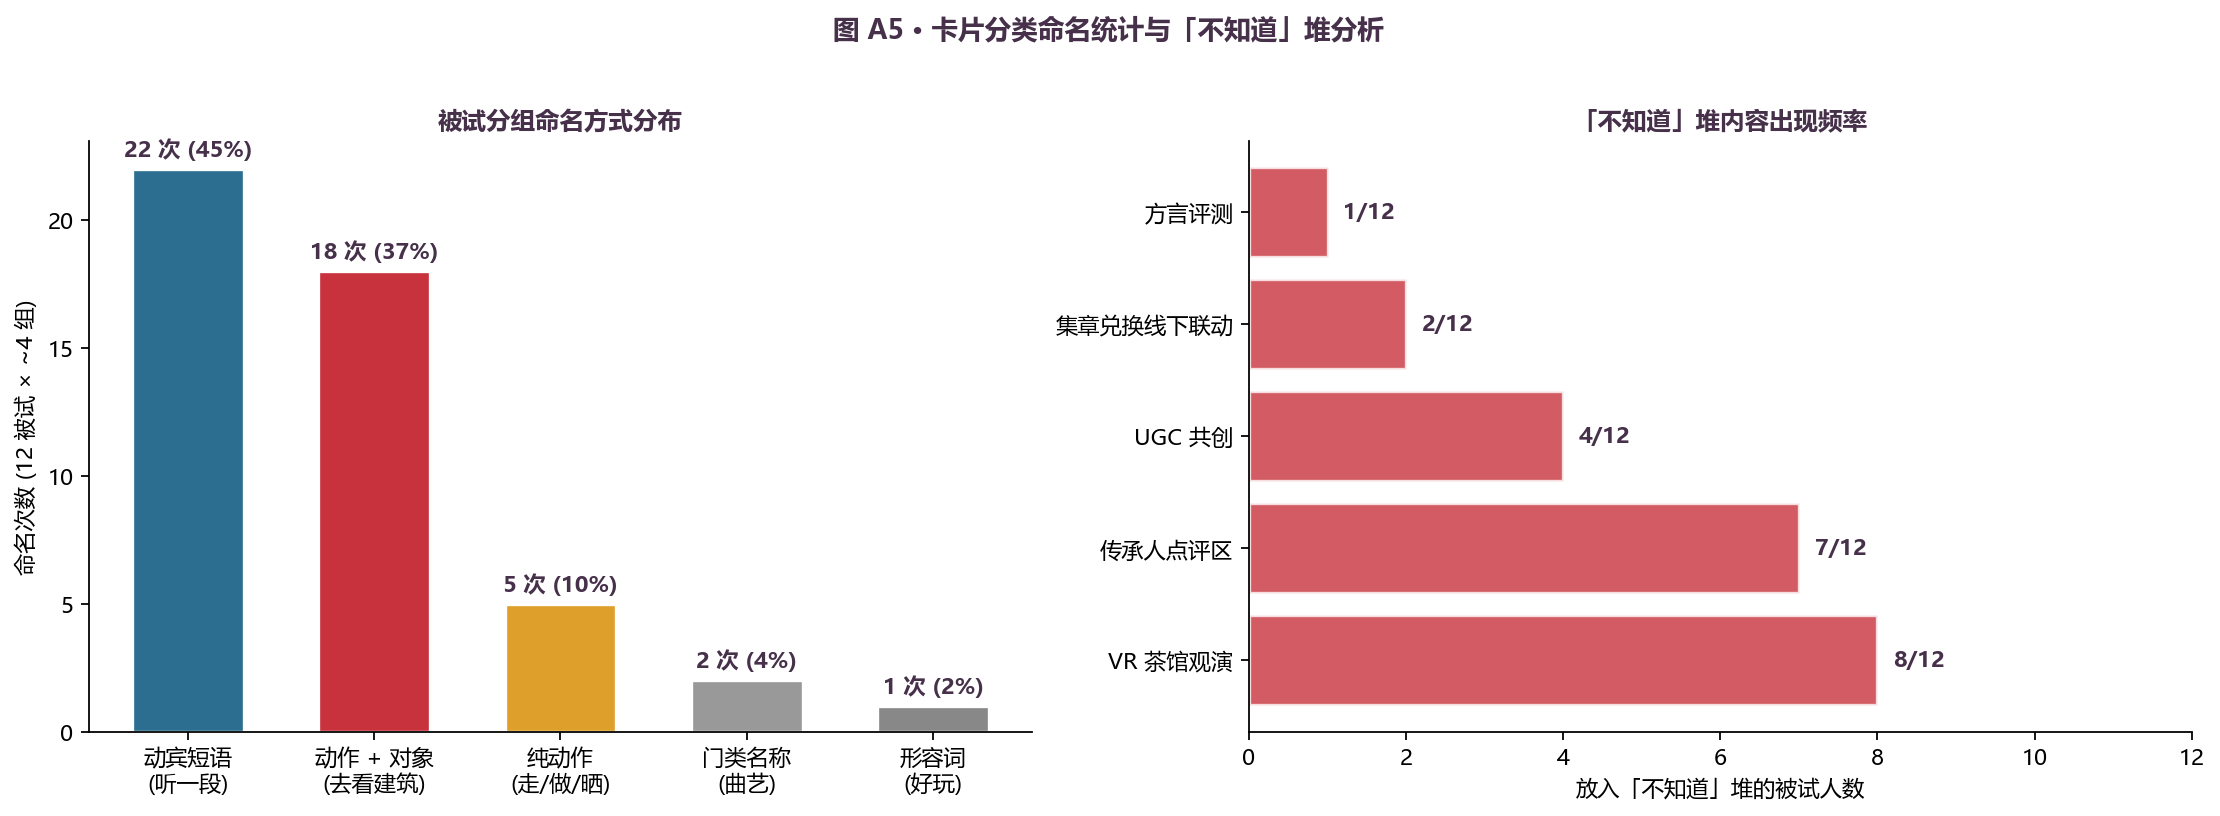 图 A5 · 卡片分类命名统计与「不知道」堆分析
被试分组命名方式分布
命名次数 (12 被试 × ~4 组)
20
15
10
5
0
22 次 (45%)
18 次 (37%)
5 次 (10%)
2 次 (4%)
1 次 (2%)
动宾短语
(听一段)
动作 + 对象
(去看建筑)
纯动作
(走/做/晒)
门类名称
(曲艺)
形容词
(好玩)
「不知道」堆内容出现频率
方言评测
1/12
集章兑换线下联动
2/12
UGC 共创
4/12
传承人点评区
7/12
VR 茶馆观演
8/12
0 2 4 6 8 10 12
放入「不知道」堆的被试人数